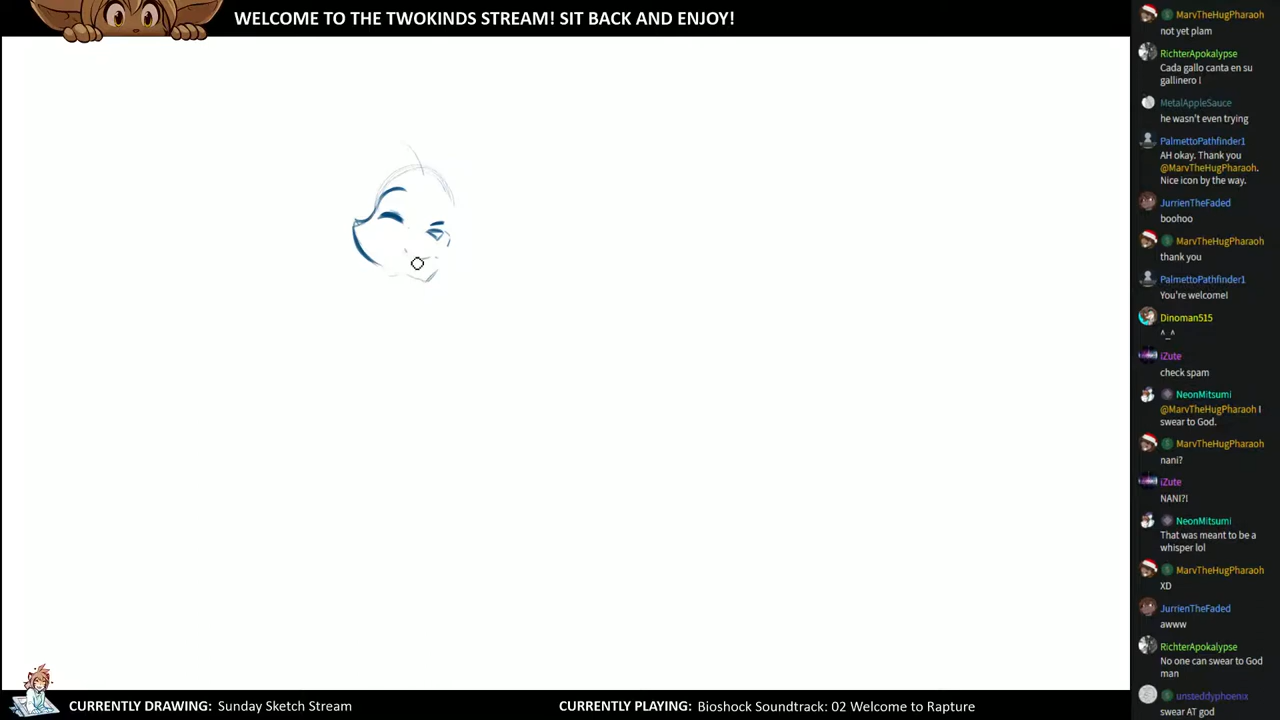 WELCOME TO THE TWOKINDS STREAM! SIT BACK AND ENJOY!
MarvTheHugPharaoh
not yet plam
RichterApokalypse
Cada gallo canta en su
gallinero !
MetalAppleSauce
he wasn't even trying
PalmettoPathfinder1
AH okay. Thank you
@MarvTheHugPharaoh.
Nice icon by the way.
JurrienTheFaded
boohoo
MarvTheHugPharaoh
thank you
PalmettoPathfinder1
You're welcome!
Dinoman515
^_^
iZute
check spam
NeonMitsumi
@MarvTheHugPharaoh I
swear to God.
MarvTheHugPharaoh
nani?
iZute
NANI?!
NeonMitsumi
That was meant to be a
whisper lol
MarvTheHugPharaoh
XD
JurrienTheFaded
awww
RichterApokalypse
No one can swear to God
man
unsteddyphoenix
swear AT god
CURRENTLY DRAWING: Sunday Sketch Stream
CURRENTLY PLAYING: Bioshock Soundtrack: 02 Welcome to Rapture